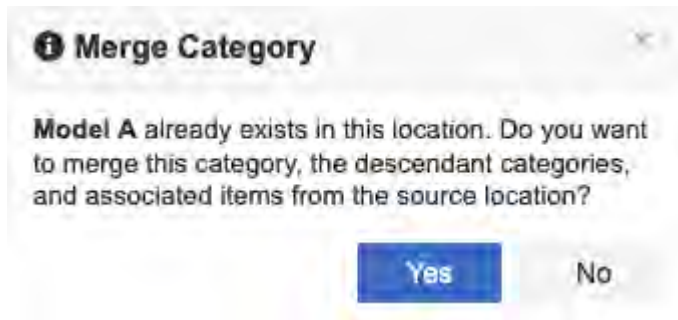 Merge Category
Model A already exists in this location. Do you want
to merge this category, the descendant categories,
and associated items from the source location?
Yes No